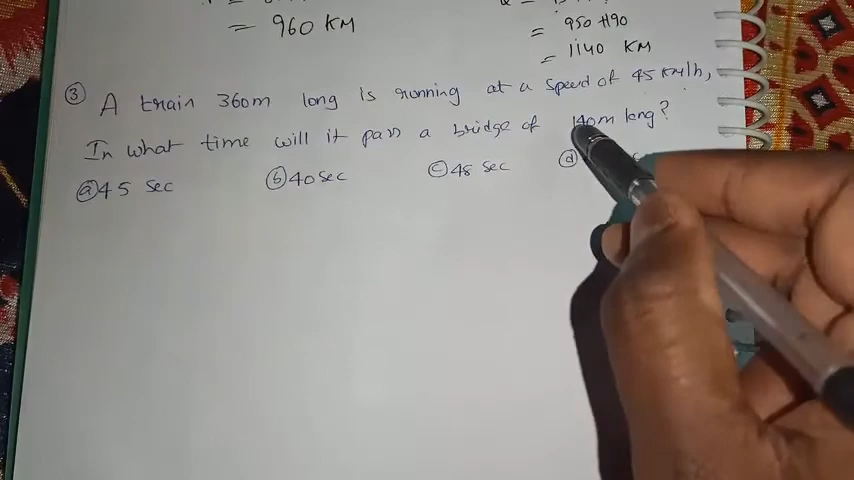 = 960 KM
= 950 +190
= 1140 KM
③ A train 360m long is running at a speed of 45 KM/h,
In what time will it pass a bridge of 140m long?
ⓐ 45 sec ⓑ 40 sec ⓒ 48 sec ⓓ